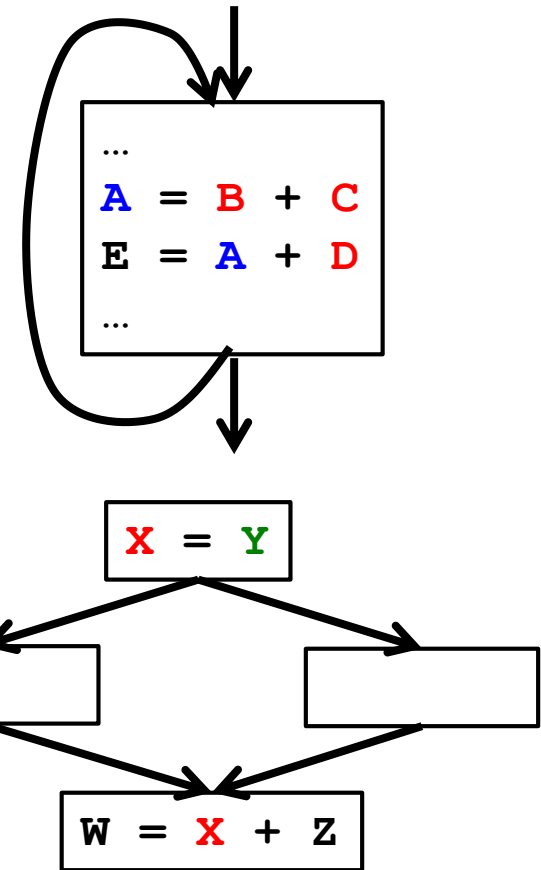 …
A = B + C
E = A + D
…
X = Y
W = X + Z